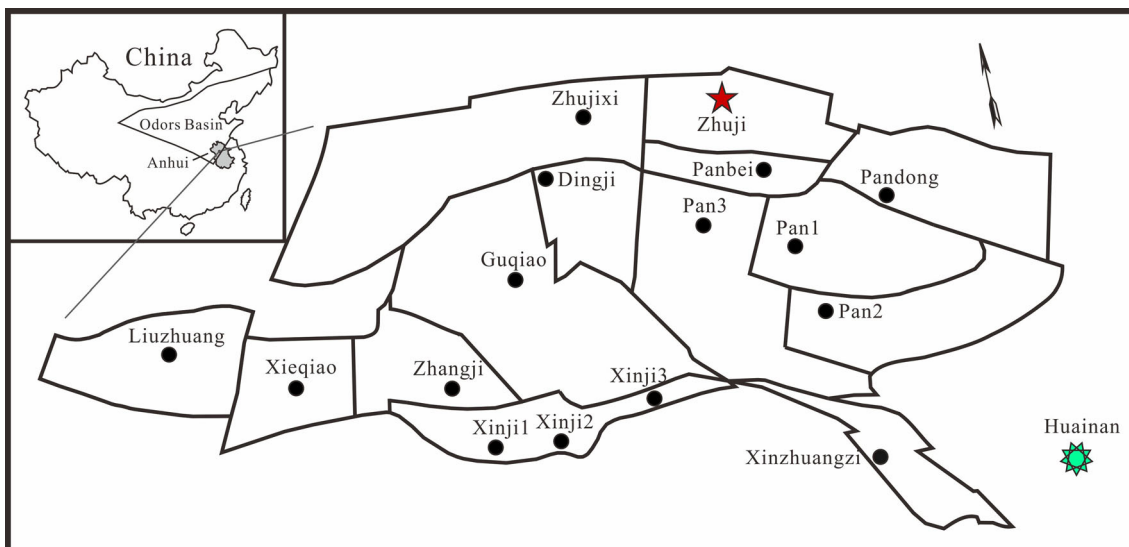 China
Odors Basin
Anhui
Zhujixi
Zhuji
Dingji
Panbei
Pandong
Pan3
Pan1
Guqiao
Pan2
Liuzhuang
Xieqiao
Zhangji
Xinji3
Xinji1
Xinji2
Xinzhuangzi
Huainan